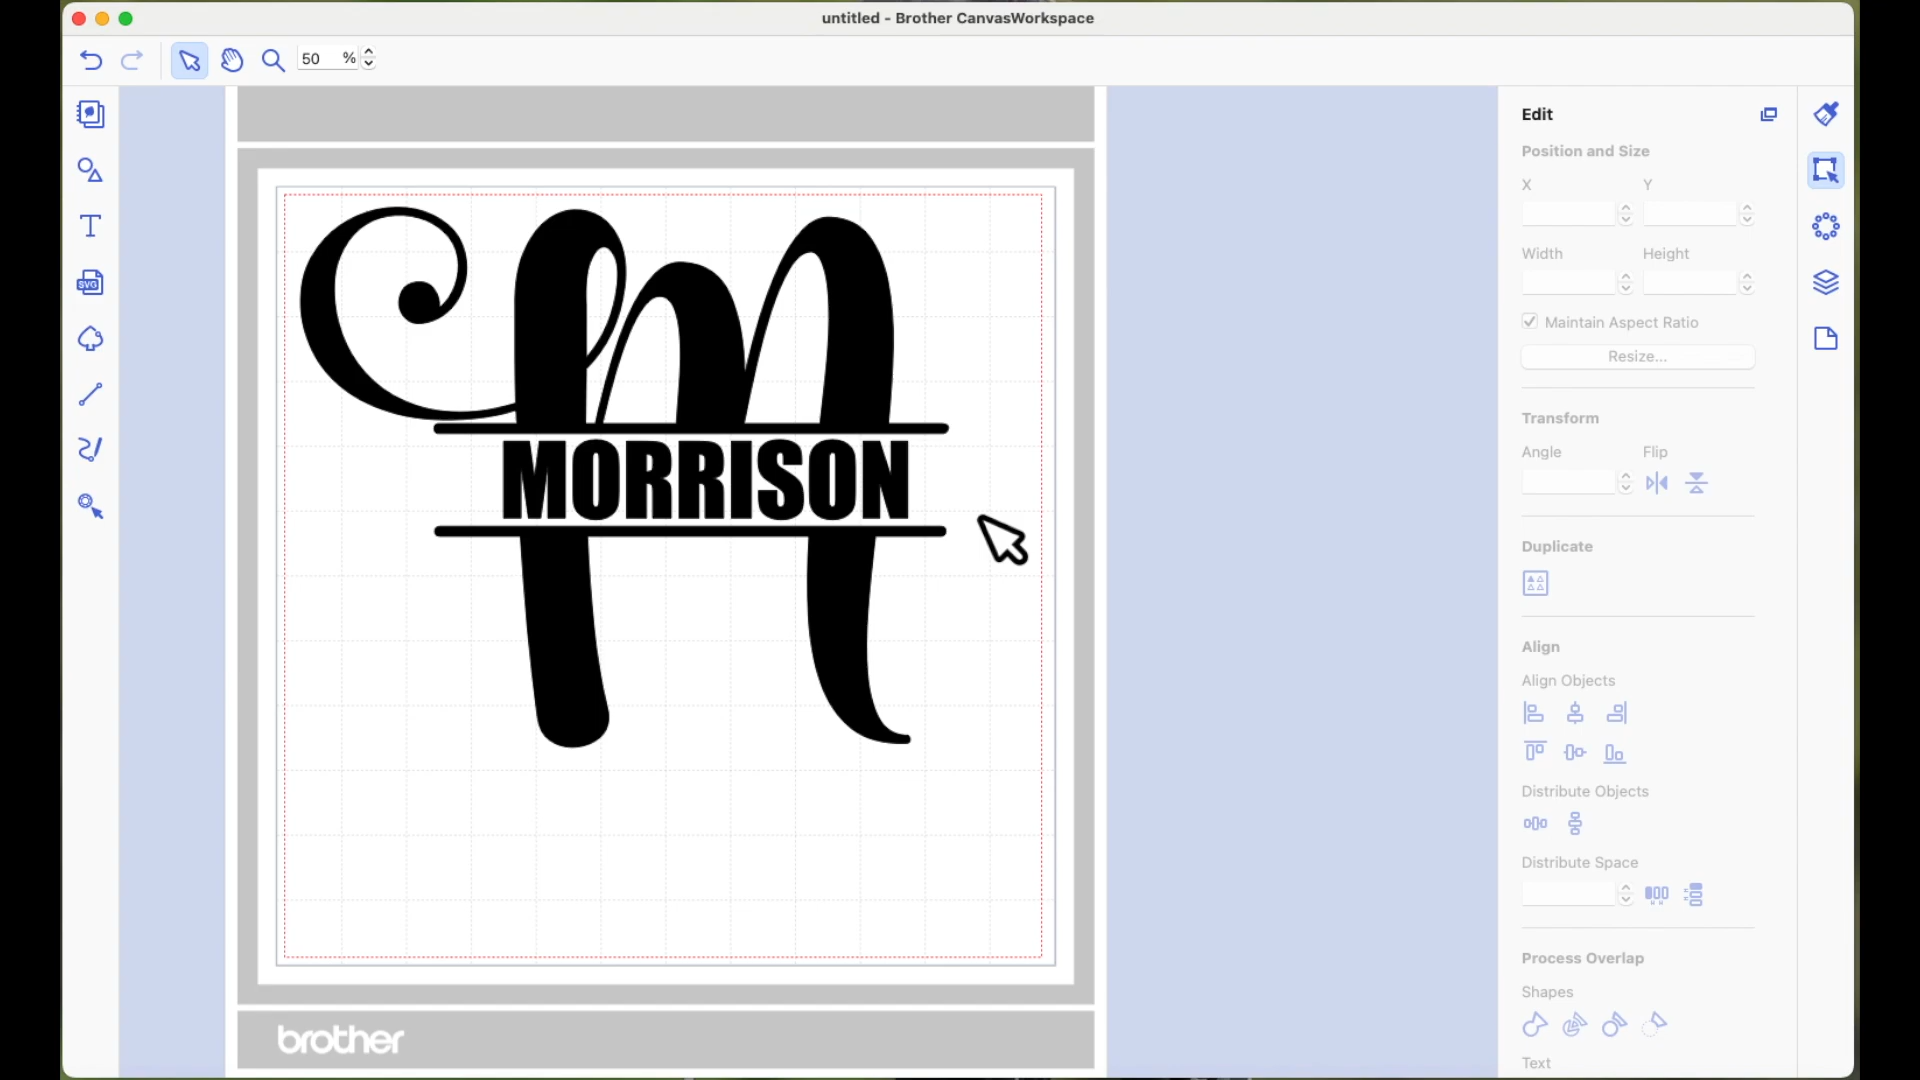 untitled - Brother CanvasWorkspace
50 %
SVG
Edit
Position and Size
X Y
Width Height
Maintain Aspect Ratio
Resize...
Transform
Angle Flip
Duplicate
Align
Align Objects
Distribute Objects
Distribute Space
Process Overlap
Shapes
Text
M
MORRISON
brother